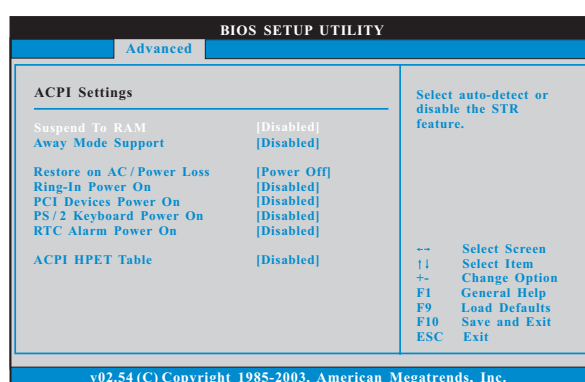 BIOS SETUP UTILITY
Advanced
ACPI Settings
Suspend To RAM [Disabled]
Away Mode Support [Disabled]
Restore on AC / Power Loss [Power Off]
Ring-In Power On [Disabled]
PCI Devices Power On [Disabled]
PS / 2 Keyboard Power On [Disabled]
RTC Alarm Power On [Disabled]
ACPI HPET Table [Disabled]
Select auto-detect or
disable the STR
feature.
←→ Select Screen
↑↓ Select Item
+- Change Option
F1 General Help
F9 Load Defaults
F10 Save and Exit
ESC Exit
v02.54 (C) Copyright 1985-2003, American Megatrends, Inc.